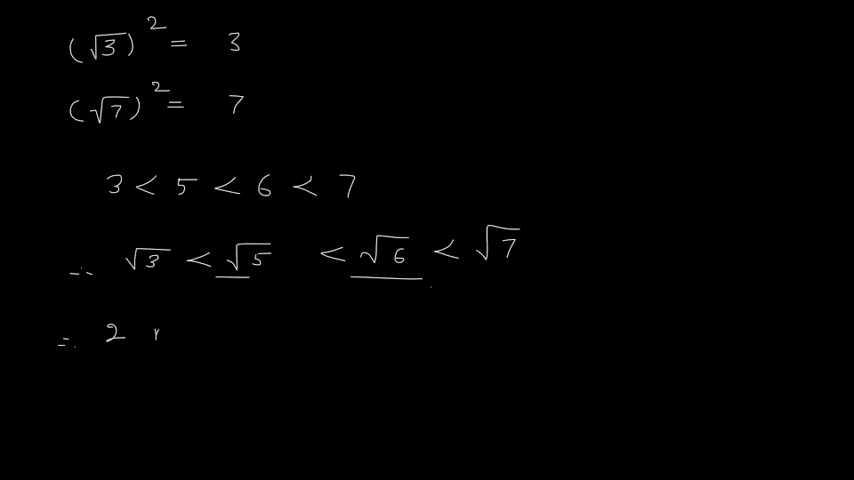 (√3)² = 3
(√7)² = 7
3 < 5 < 6 < 7
∴ √3 < √5 < √6 < √7
∴ 2